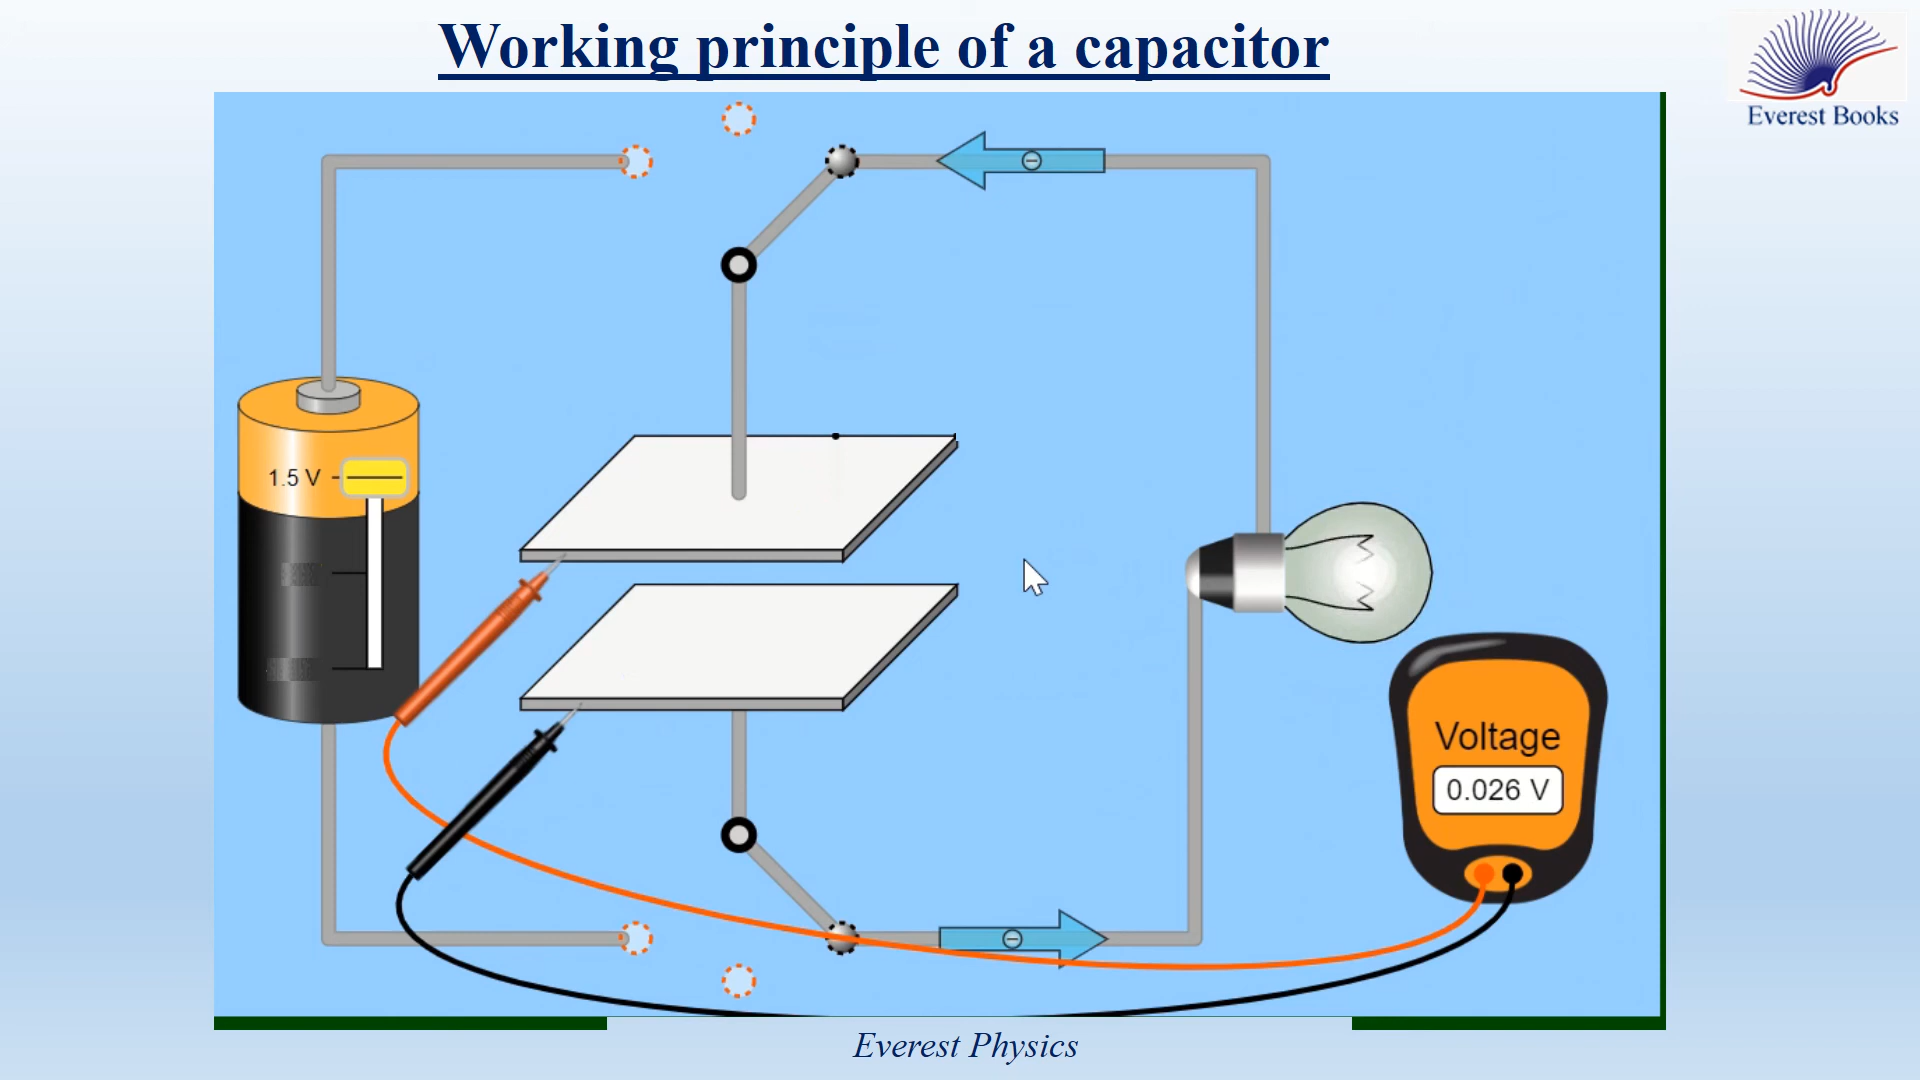 Working principle of a capacitor
Everest Books
1.5 V
Voltage
0.026 V
Everest Physics